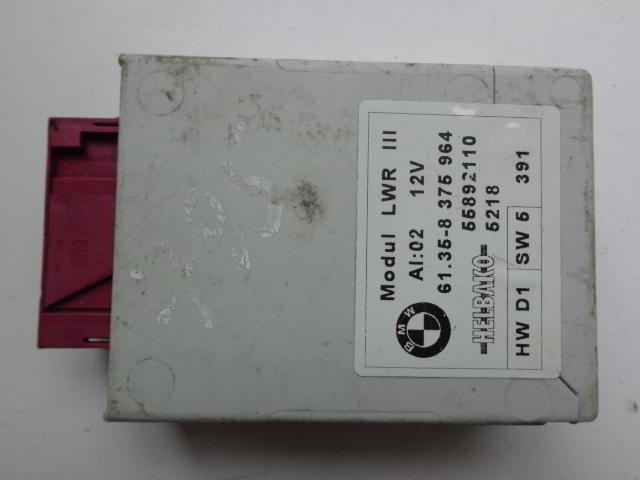 Modul LWR III
AI:02 12V
61.35-8 375 964
BMW
55892110
HELBAKO 5218
HW D1 SW 5 391